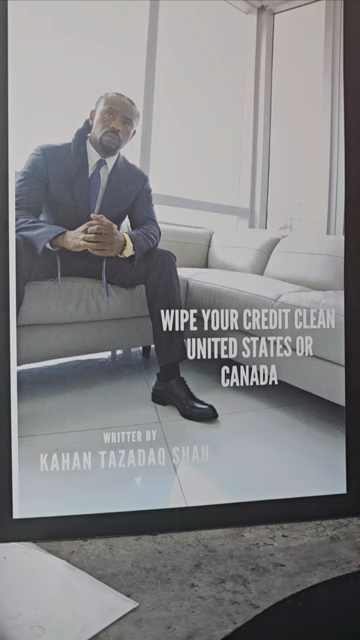 WIPE YOUR CREDIT CLEAN
UNITED STATES OR
CANADA
WRITTER BY
KAHAN TAZADAQ SHAH